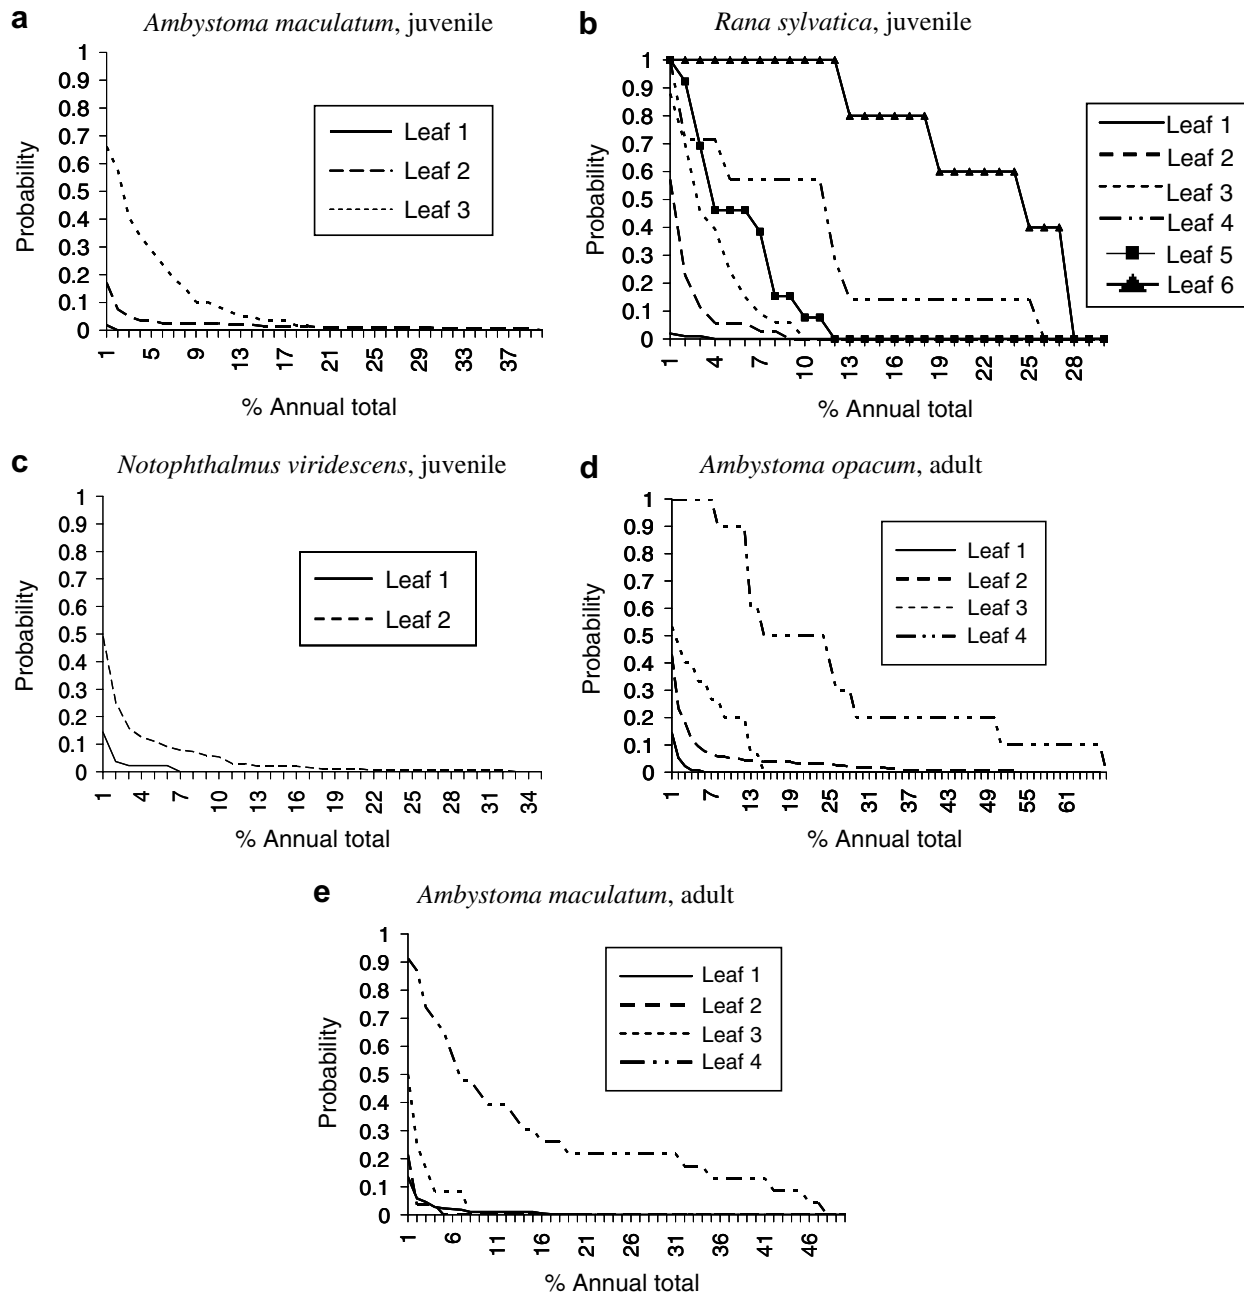 a
Ambystoma maculatum, juvenile
1
0.9
0.8
0.7
0.6
0.5
0.4
0.3
0.2
0.1
0
Probability
Leaf 1
Leaf 2
Leaf 3
1 5 9 13 17 21 25 29 33 37
% Annual total
b
Rana sylvatica, juvenile
1
0.9
0.8
0.7
0.6
0.5
0.4
0.3
0.2
0.1
0
Probability
Leaf 1
Leaf 2
Leaf 3
Leaf 4
Leaf 5
Leaf 6
1 4 7 10 13 16 19 22 25 28
% Annual total
c
Notophthalmus viridescens, juvenile
1
0.9
0.8
0.7
0.6
0.5
0.4
0.3
0.2
0.1
0
Probability
Leaf 1
Leaf 2
1 4 7 10 13 16 19 22 25 28 31 34
% Annual total
d
Ambystoma opacum, adult
1
0.9
0.8
0.7
0.6
0.5
0.4
0.3
0.2
0.1
0
Probability
Leaf 1
Leaf 2
Leaf 3
Leaf 4
1 7 13 19 25 31 37 43 49 55 61
% Annual total
e
Ambystoma maculatum, adult
1
0.9
0.8
0.7
0.6
0.5
0.4
0.3
0.2
0.1
0
Probability
Leaf 1
Leaf 2
Leaf 3
Leaf 4
1 6 11 16 21 26 31 36 41 46
% Annual total